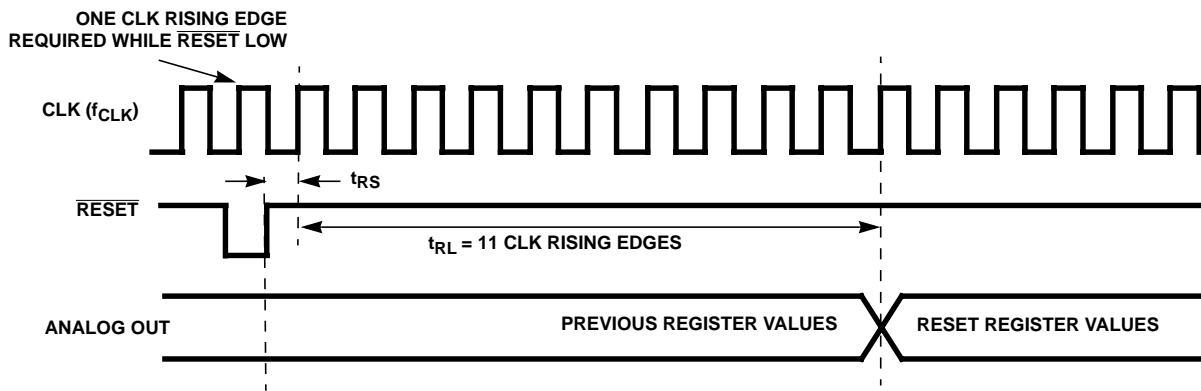 ONE CLK RISING EDGE
REQUIRED WHILE RESET LOW
CLK (fCLK)
tRS
RESET
tRL = 11 CLK RISING EDGES
ANALOG OUT
PREVIOUS REGISTER VALUES
RESET REGISTER VALUES